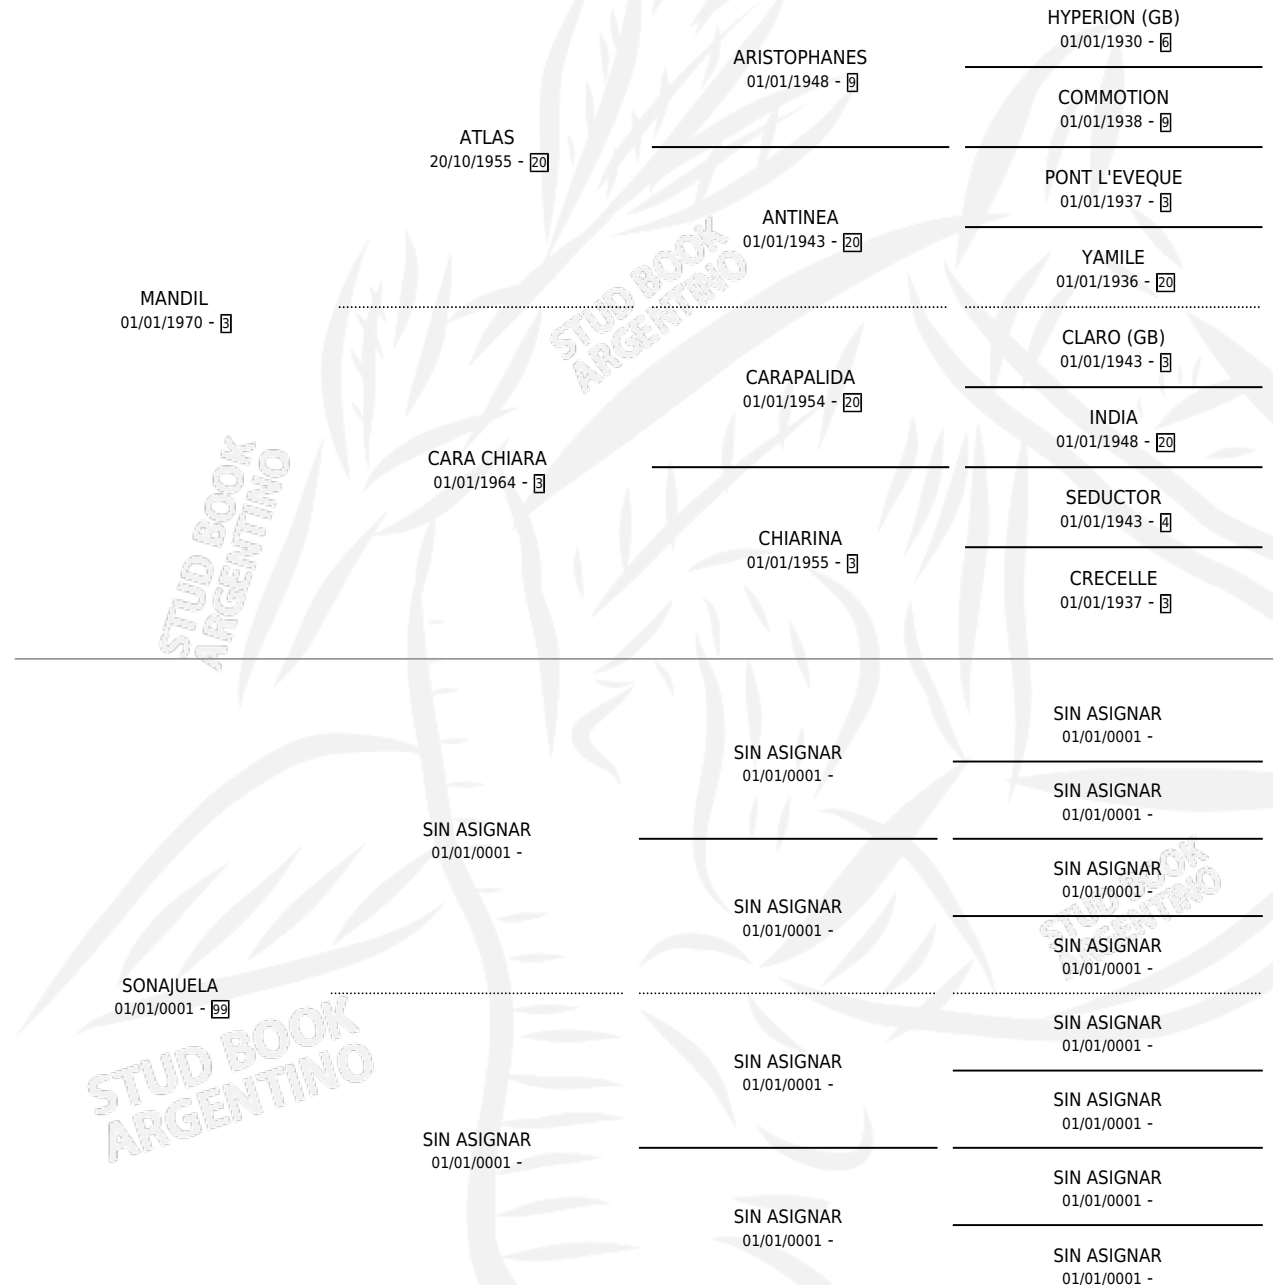 HYPERION (GB)
01/01/1930 - 6
ARISTOPHANES
01/01/1948 - 9
COMMOTION
01/01/1938 - 9
ATLAS
20/10/1955 - 20
PONT L'EVEQUE
01/01/1937 - 3
ANTINEA
01/01/1943 - 20
YAMILE
01/01/1936 - 20
MANDIL
01/01/1970 - 3
STUD BOOK
ARGENTINO
CLARO (GB)
01/01/1943 - 3
CARAPALIDA
01/01/1954 - 20
INDIA
01/01/1948 - 20
CARA CHIARA
01/01/1964 - 3
SEDUCTOR
01/01/1943 - 4
CHIARINA
01/01/1955 - 3
CRECELLE
01/01/1937 - 3
STUD BOOK
ARGENTINO
SIN ASIGNAR
01/01/0001 -
SIN ASIGNAR
01/01/0001 -
SIN ASIGNAR
01/01/0001 -
SIN ASIGNAR
01/01/0001 -
SIN ASIGNAR
01/01/0001 -
SIN ASIGNAR
01/01/0001 -
SIN ASIGNAR
01/01/0001 -
STUD BOOK
ARGENTINO
SONAJUELA
01/01/0001 - 99
STUD BOOK
ARGENTINO
SIN ASIGNAR
01/01/0001 -
SIN ASIGNAR
01/01/0001 -
SIN ASIGNAR
01/01/0001 -
SIN ASIGNAR
01/01/0001 -
SIN ASIGNAR
01/01/0001 -
SIN ASIGNAR
01/01/0001 -
SIN ASIGNAR
01/01/0001 -